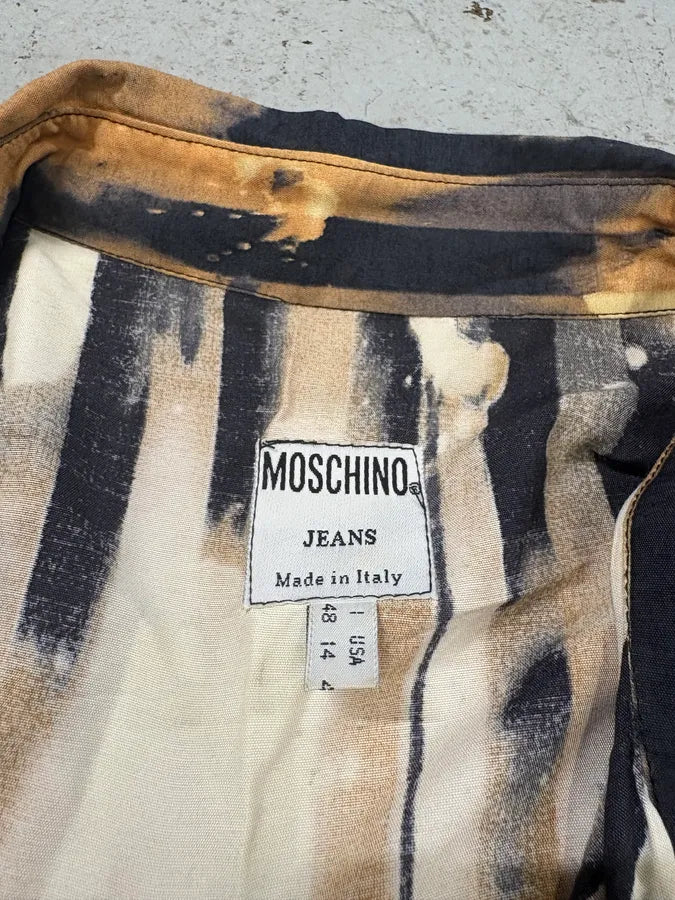 MOSCHINO®
JEANS
Made in Italy
I USA
48 14